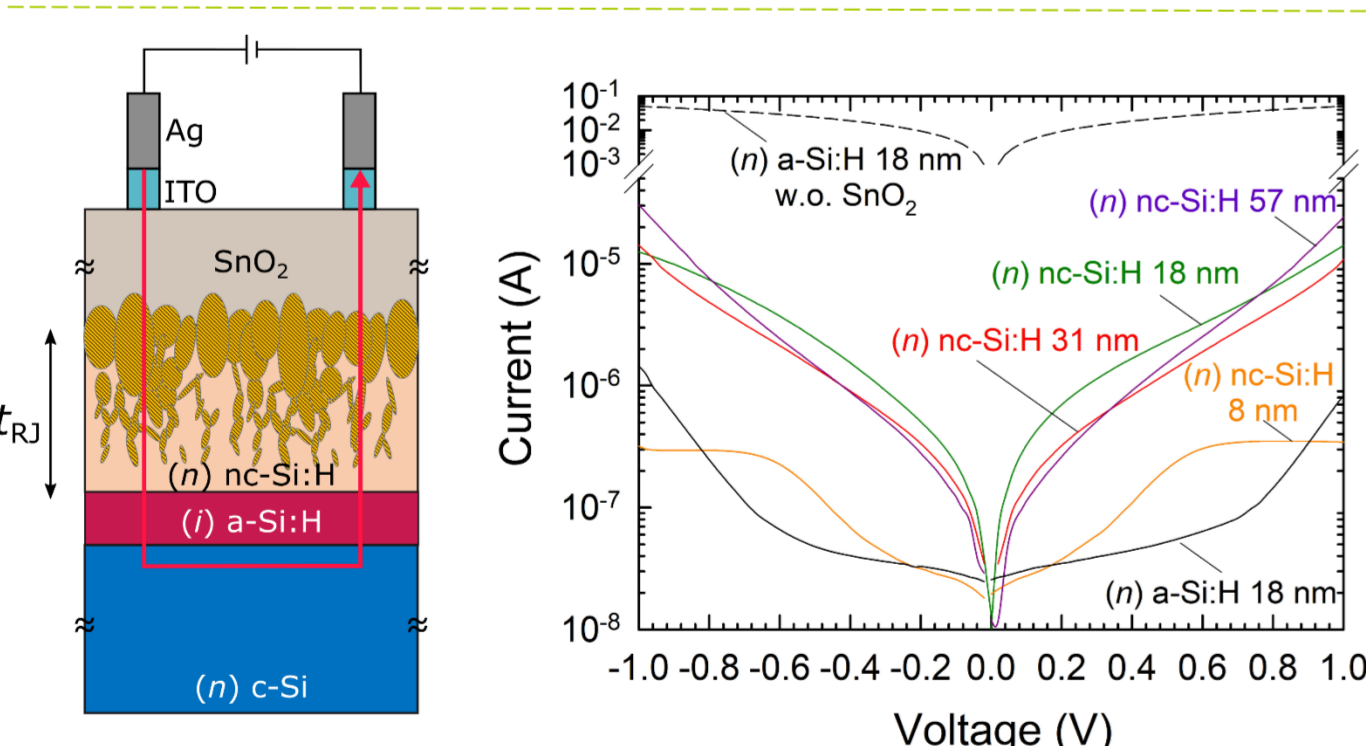 Ag
ITO
SnO₂
t_RJ
(n) nc-Si:H
(i) a-Si:H
(n) c-Si
Current (A)
10⁻¹
10⁻²
10⁻³
10⁻⁵
10⁻⁶
10⁻⁷
10⁻⁸
(n) a-Si:H 18 nm
w.o. SnO₂
(n) nc-Si:H 57 nm
(n) nc-Si:H 18 nm
(n) nc-Si:H 31 nm
(n) nc-Si:H
8 nm
(n) a-Si:H 18 nm
-1.0 -0.8 -0.6 -0.4 -0.2 0.0 0.2 0.4 0.6 0.8 1.0
Voltage (V)